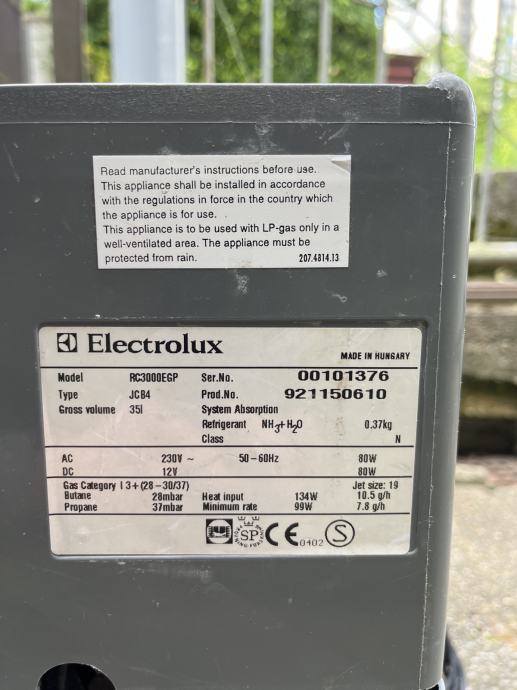 Read manufacturer's instructions before use.
This appliance shall be installed in accordance
with the regulations in force in the country which
the appliance is for use.
This appliance is to be used with LP-gas only in a
well-ventilated area. The appliance must be
protected from rain. 207.4814.13
Electrolux
MADE IN HUNGARY
Model RC3000EGP Ser.No. 00101376
Type JCB4 Prod.No. 921150610
Gross volume 35l System Absorption
Refrigerant NH3+H2O 0.37kg
Class N
AC 230V ~ 50-60Hz 80W
DC 12V 80W
Gas Category I 3+(28-30/37) Jet size: 19
Butane 28mbar Heat input 134W 10.5 g/h
Propane 37mbar Minimum rate 99W 7.8 g/h
SP CE 0402 S